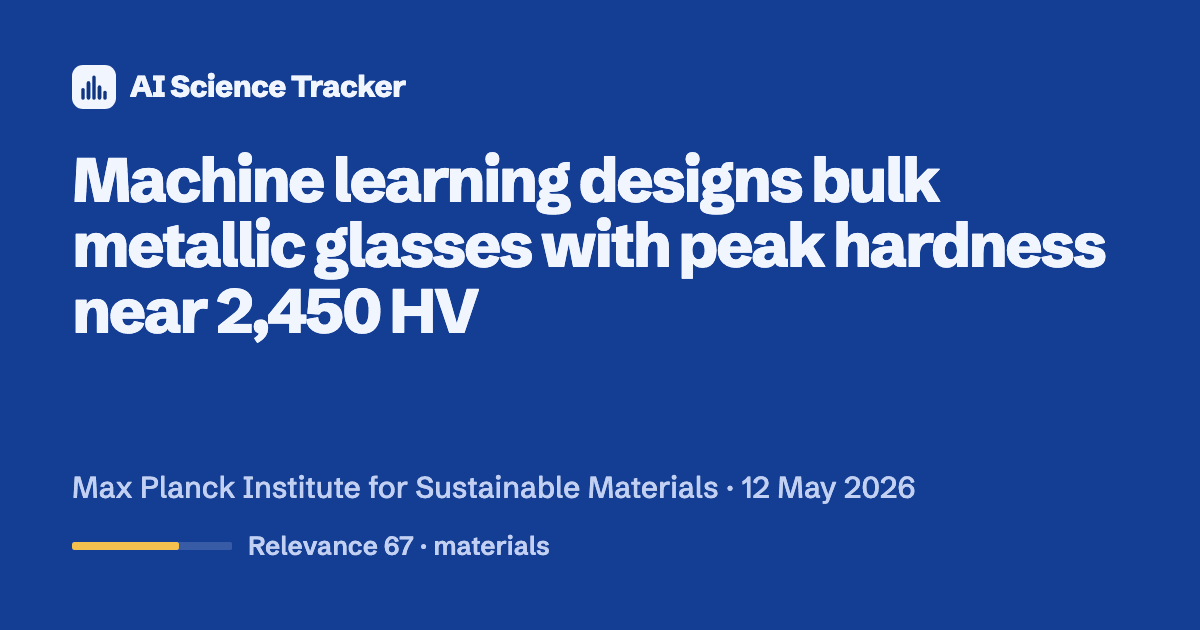 AI Science Tracker
Machine learning designs bulk
metallic glasses with peak hardness
near 2,450 HV
Max Planck Institute for Sustainable Materials · 12 May 2026
Relevance 67 · materials